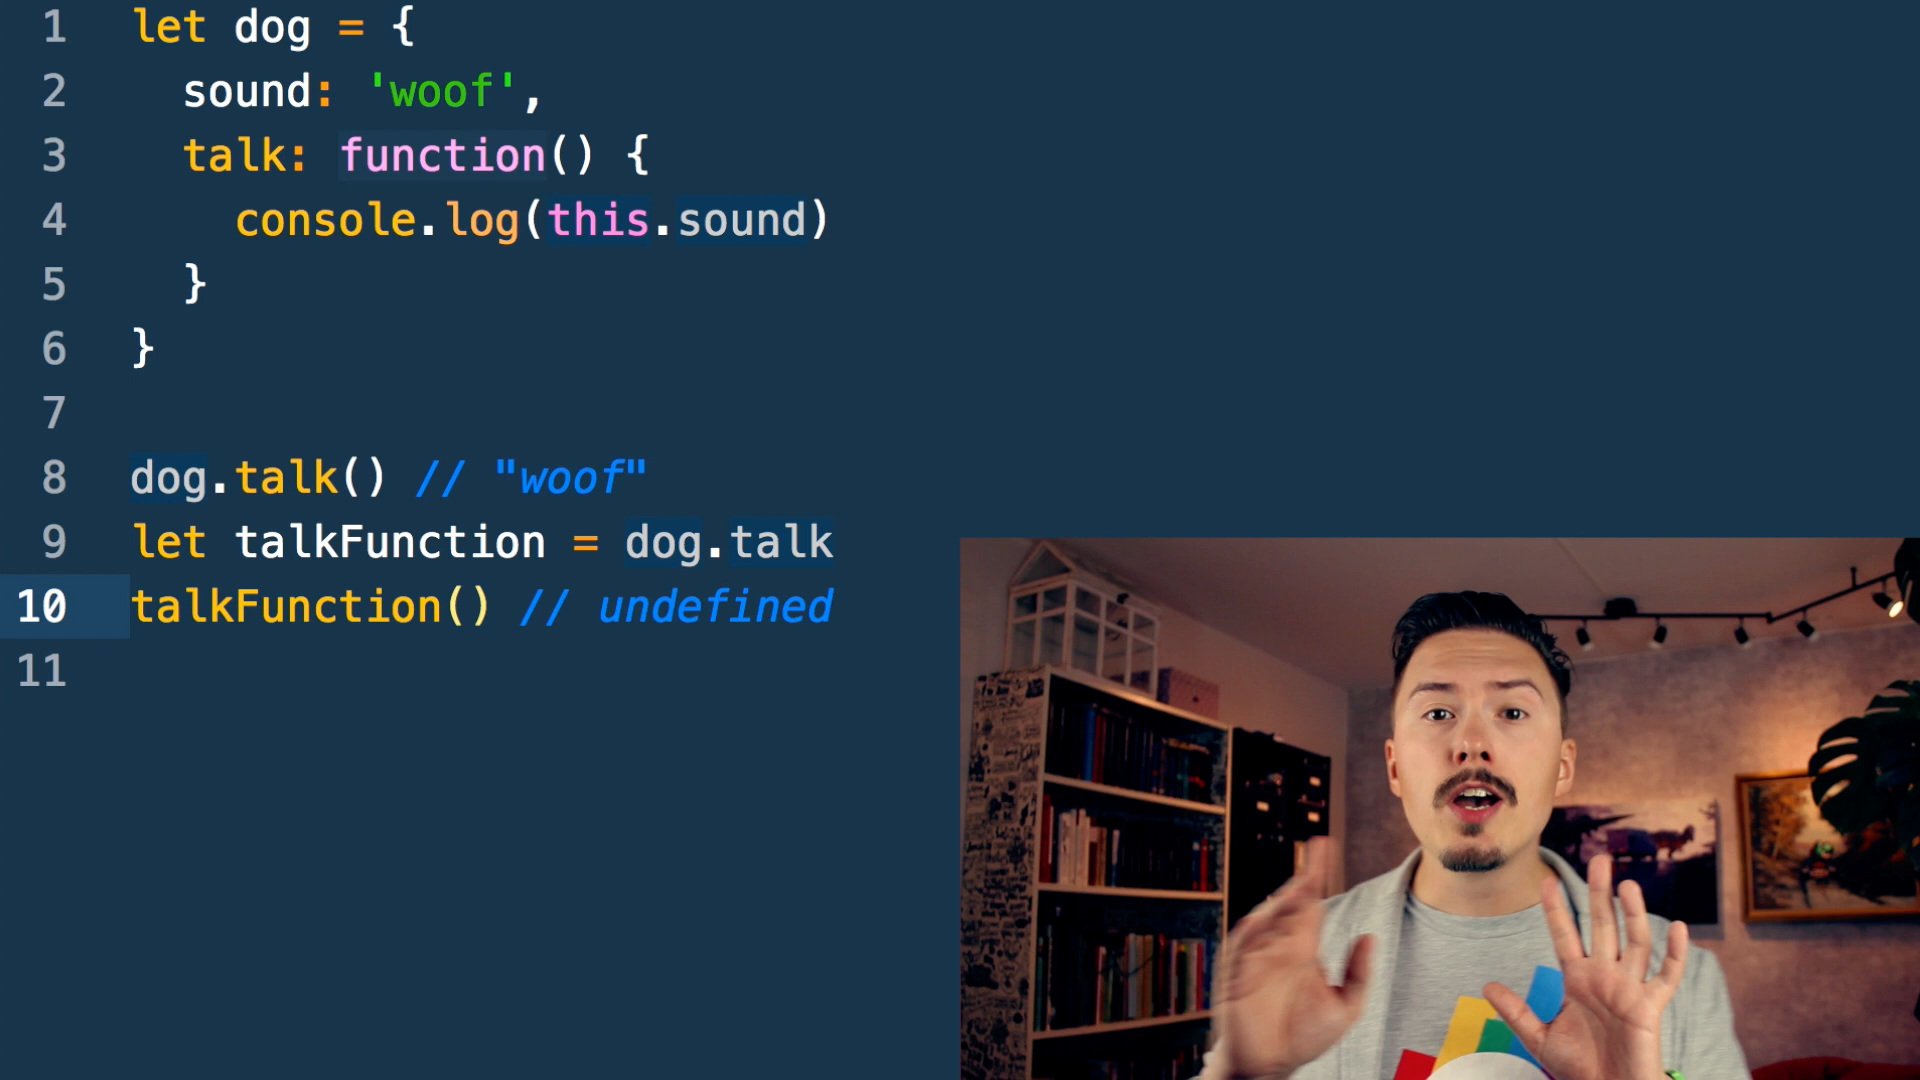 1 let dog = {
2 sound: 'woof',
3 talk: function() {
4 console.log(this.sound)
5 }
6 }
7
8 dog.talk() // "woof"
9 let talkFunction = dog.talk
10 talkFunction() // undefined
11